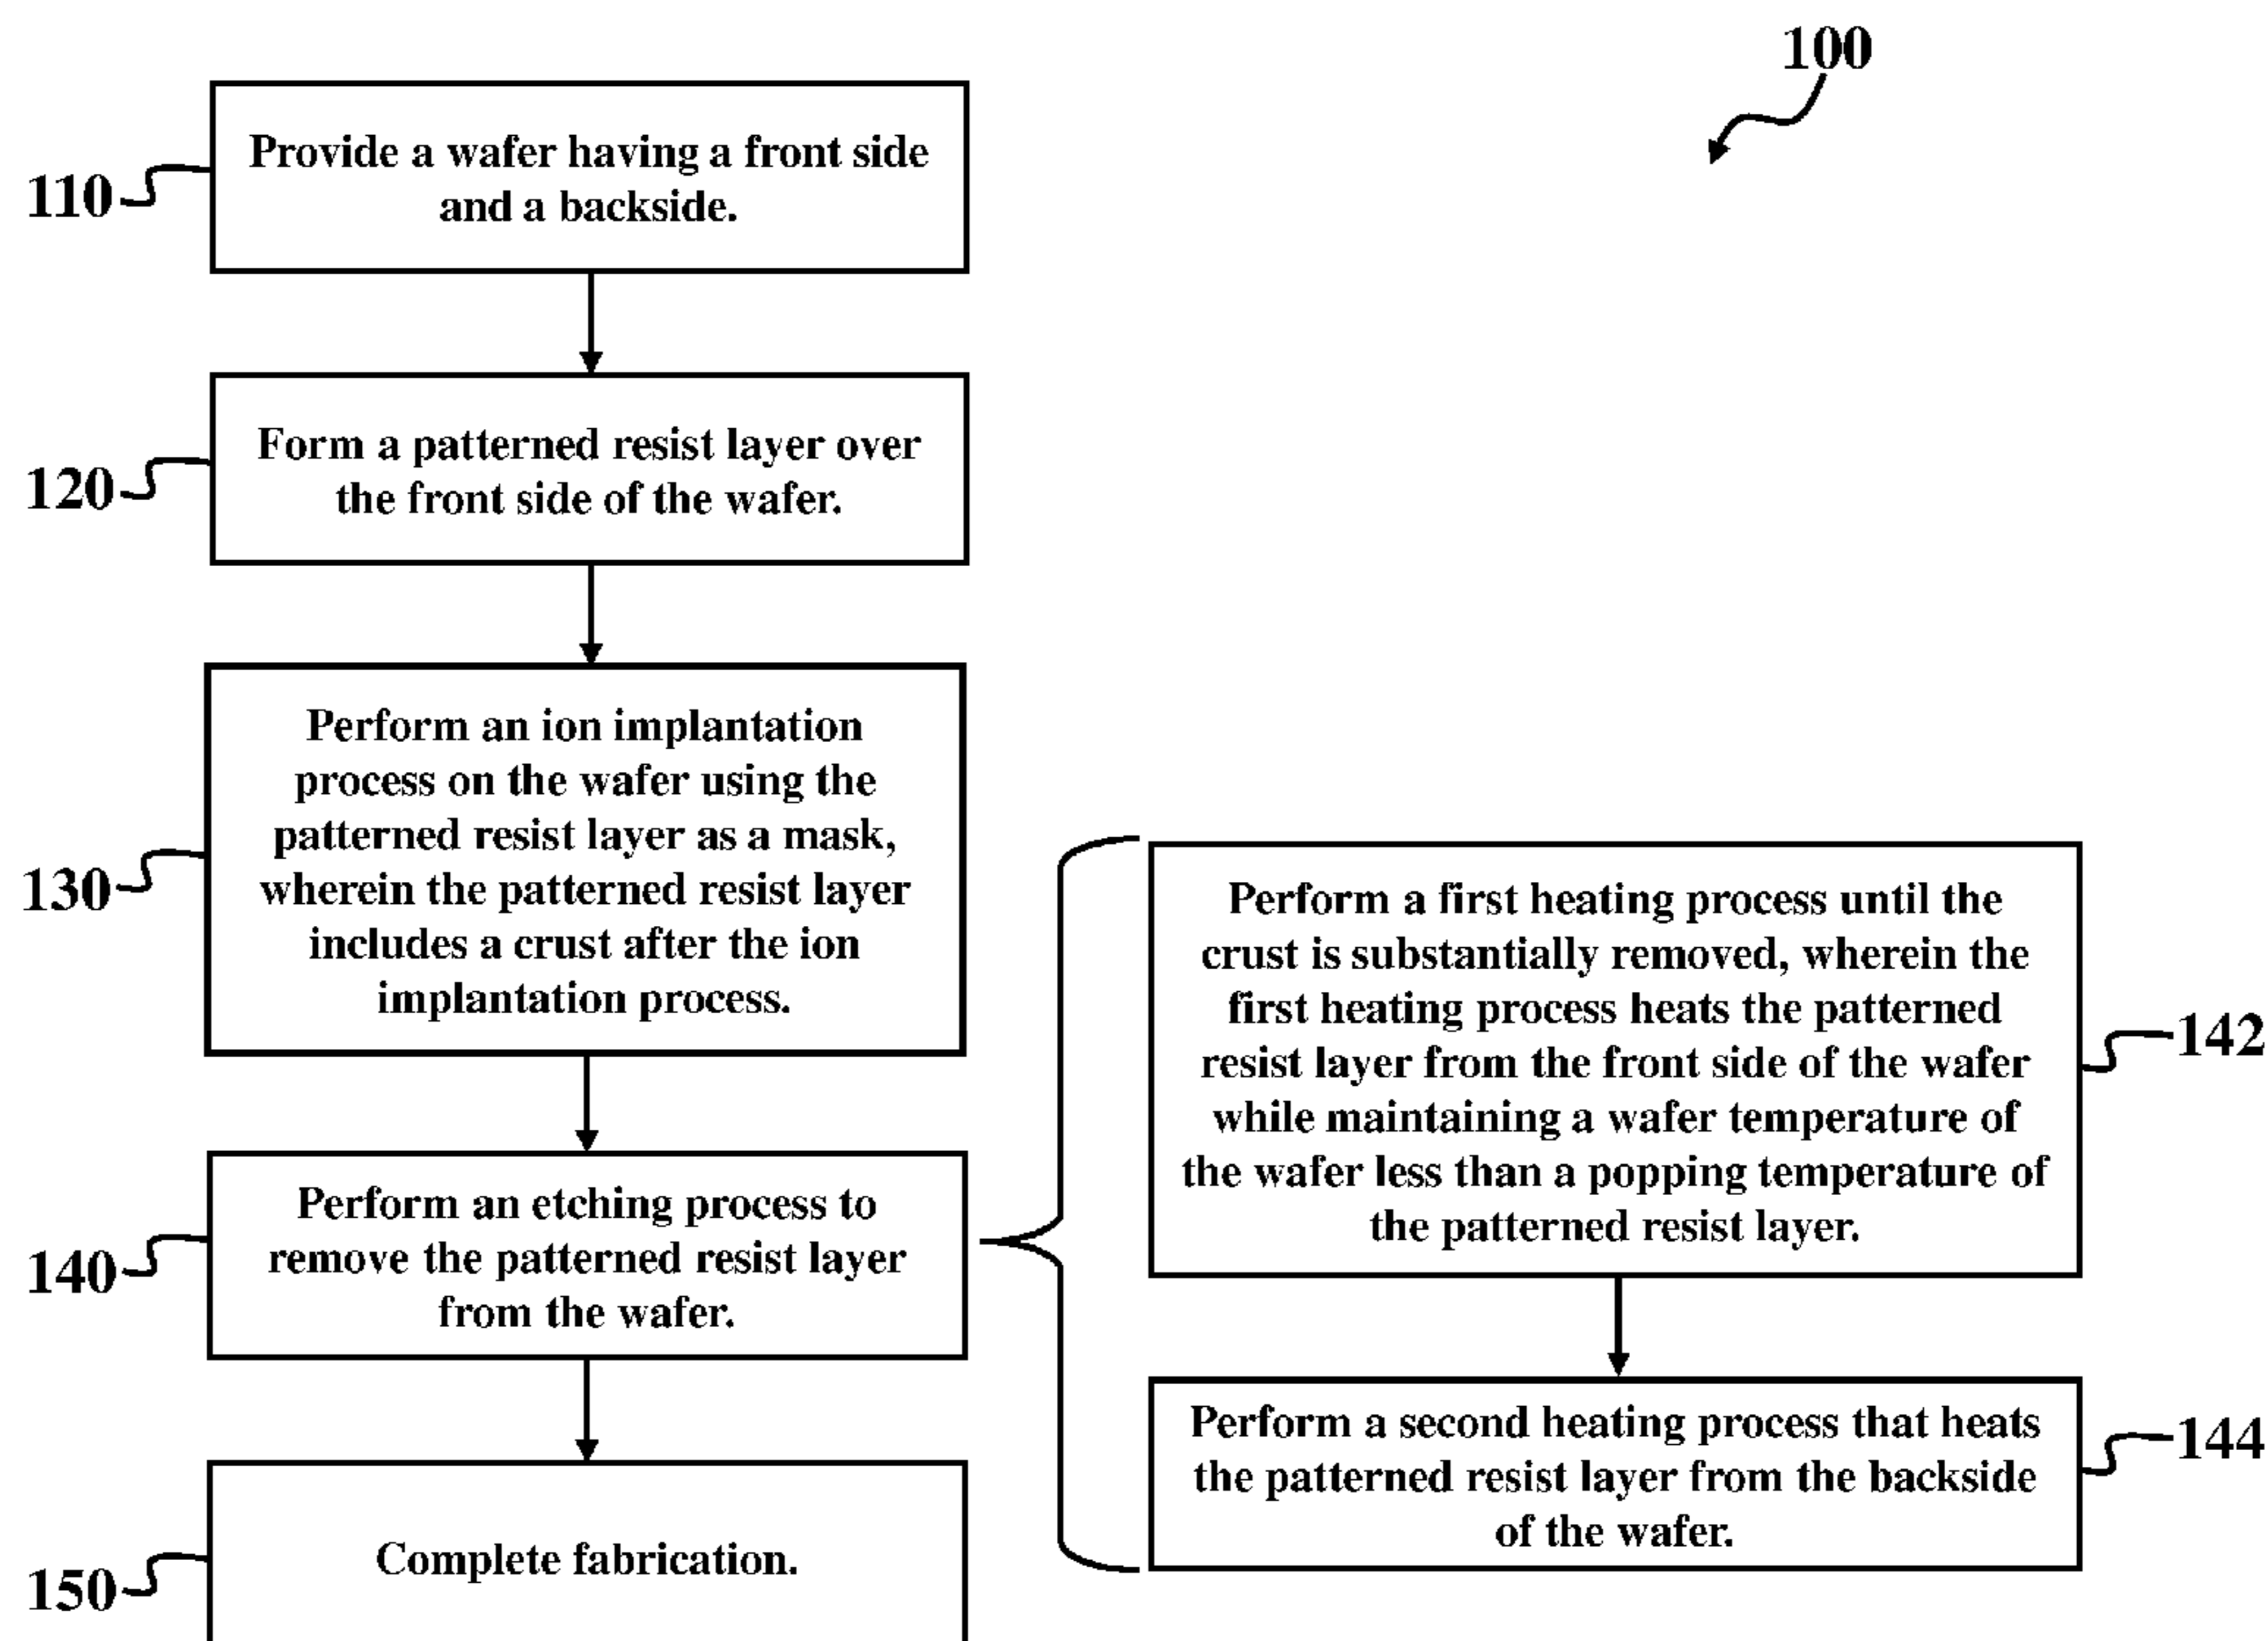 100
110
Provide a wafer having a front side
and a backside.
120
Form a patterned resist layer over
the front side of the wafer.
130
Perform an ion implantation
process on the wafer using the
patterned resist layer as a mask,
wherein the patterned resist layer
includes a crust after the ion
implantation process.
140
Perform an etching process to
remove the patterned resist layer
from the wafer.
142
Perform a first heating process until the
crust is substantially removed, wherein the
first heating process heats the patterned
resist layer from the front side of the wafer
while maintaining a wafer temperature of
the wafer less than a popping temperature of
the patterned resist layer.
144
Perform a second heating process that heats
the patterned resist layer from the backside
of the wafer.
150
Complete fabrication.